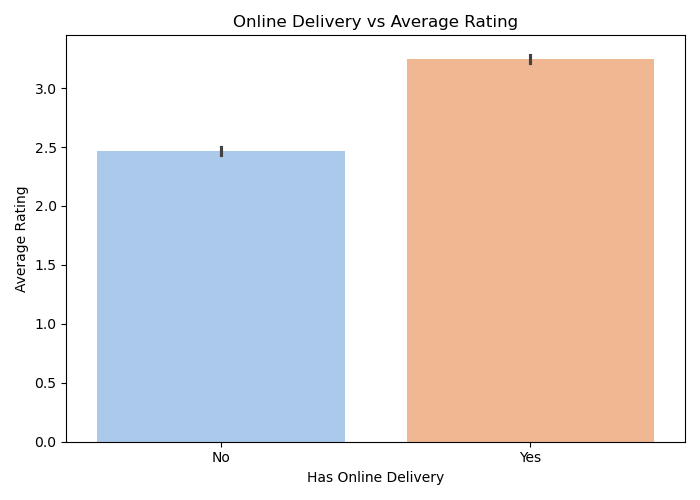 Online Delivery vs Average Rating
Average Rating
3.0
2.5
2.0
1.5
1.0
0.5
0.0
No
Yes
Has Online Delivery